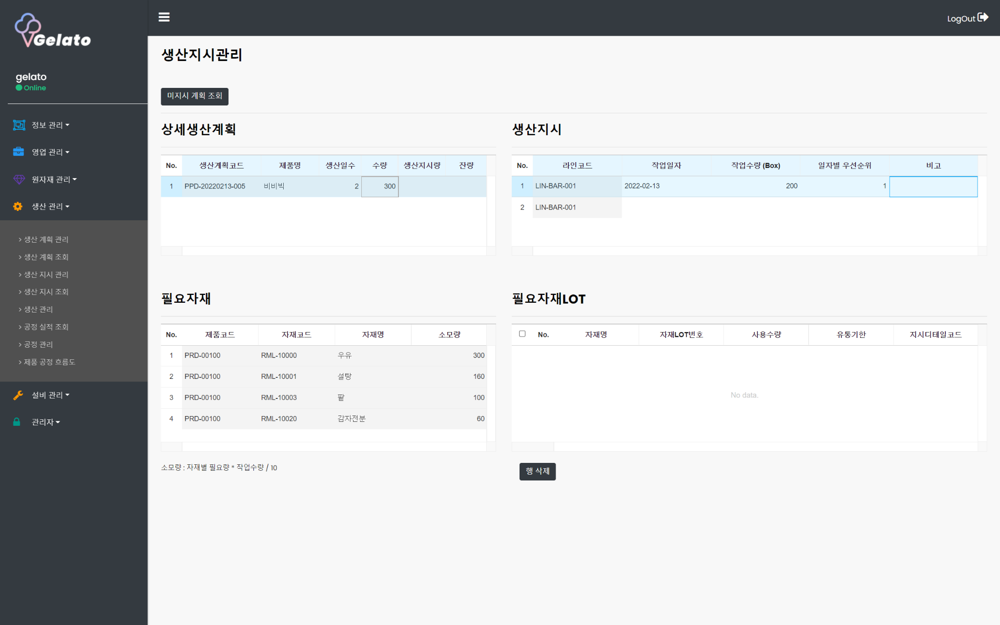 Gelato
LogOut
gelato
Online
정보 관리
영업 관리
원자재 관리
생산 관리
> 생산 계획 관리
> 생산 계획 조회
> 생산 지시 관리
> 생산 지시 조회
> 생산 관리
> 공정 실적 조회
> 공정 관리
> 제품 공정 흐름도
설비 관리
관리자
생산지시관리
미지시 계획 조회
상세생산계획
No. 생산계획코드 제품명 생산일수 수량 생산지시량 잔량
1 PPD-20220213-005 비비빅 2 300
생산지시
No. 라인코드 작업일자 작업수량 (Box) 일자별 우선순위 비고
1 LIN-BAR-001 2022-02-13 200 1
2 LIN-BAR-001
필요자재
No. 제품코드 자재코드 자재명 소모량
1 PRD-00100 RML-10000 우유 300
2 PRD-00100 RML-10001 설탕 160
3 PRD-00100 RML-10003 팥 100
4 PRD-00100 RML-10020 감자전분 60
소모량 : 자재별 필요량 * 작업수량 / 10
필요자재LOT
No. 자재명 자재LOT번호 사용수량 유통기한 지시디테일코드
No data.
행 삭제